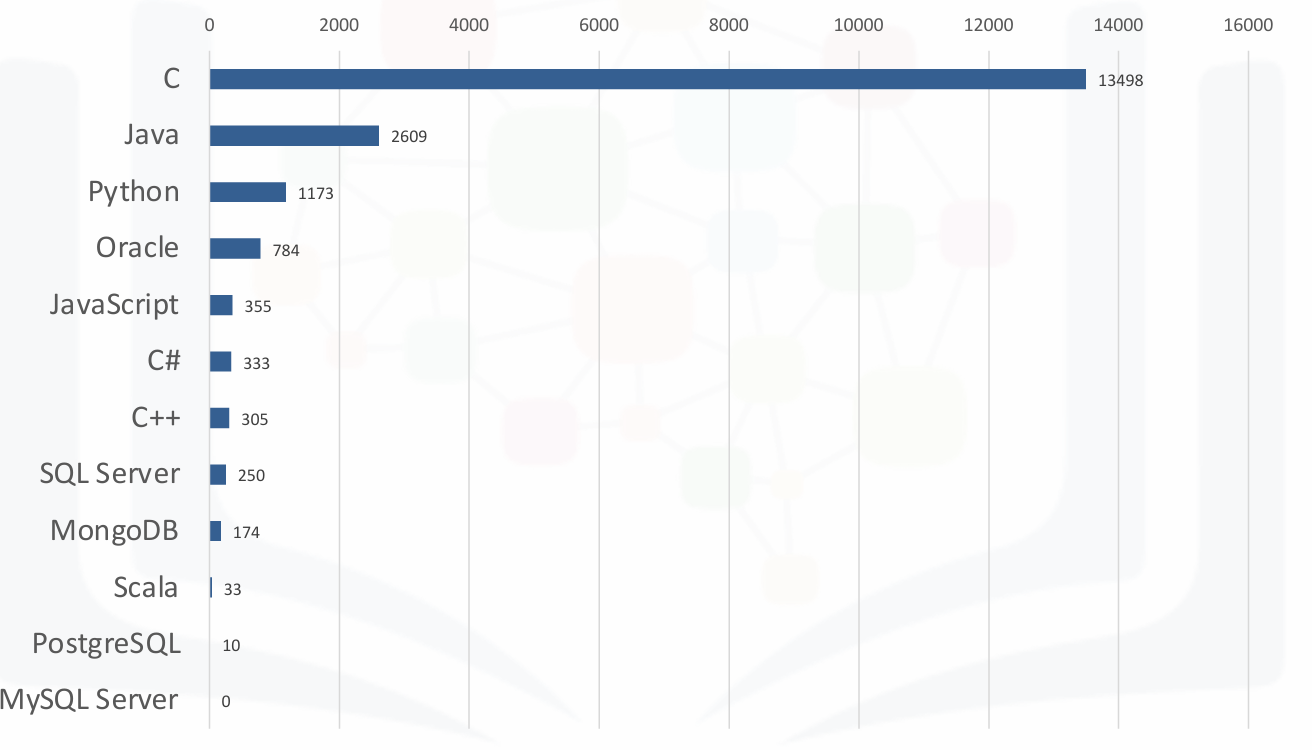 0 2000 4000 6000 8000 10000 12000 14000 16000
C 13498
Java 2609
Python 1173
Oracle 784
JavaScript 355
C# 333
C++ 305
SQL Server 250
MongoDB 174
Scala 33
PostgreSQL 10
MySQL Server 0